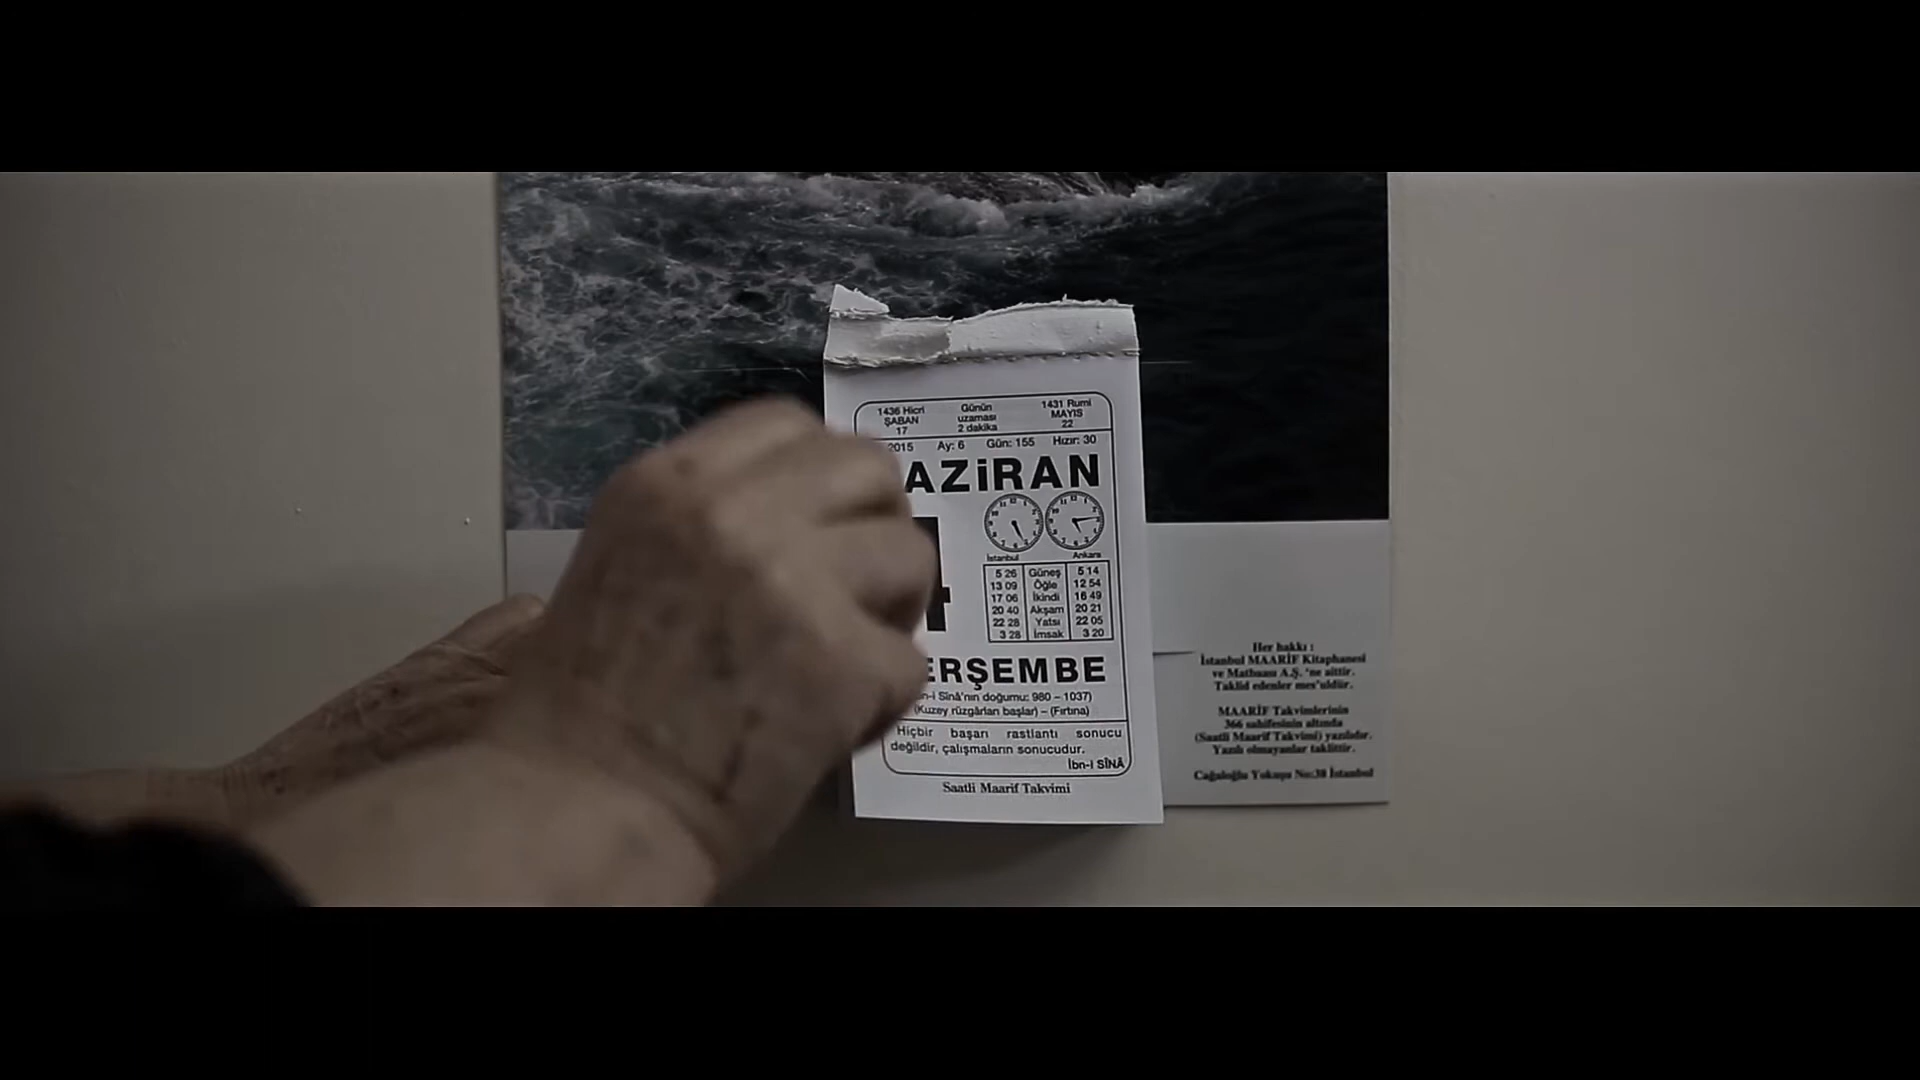 1436 Hicri Günün 1431 Rumi
ŞABAN uzaması MAYIS
17 2 dakika 22
2015 Ay: 6 Gün: 155 Hızır: 30
AZiRAN
4
İstanbul Ankara
5 26 Güneş 5 14
13 09 Öğle 12 54
17 06 İkindi 16 49
20 40 Akşam 20 21
22 28 Yatsı 22 05
3 28 İmsak 3 20
ERŞEMBE
n-i Sînâ'nın doğumu: 980 – 1037)
(Kuzey rüzgârları başlar) – (Fırtına)
Hiçbir başarı rastlantı sonucu
değildir, çalışmaların sonucudur.
İbn-i SÎNÂ
Saatli Maarif Takvimi
Her hakkı :
İstanbul MAARİF Kitaphanesi
ve Matbaası A.Ş. 'ne aittir.
Taklid edenler mes'uldür.
MAARİF Takvimlerinin
366 sahifesinin altında
(Saatli Maarif Takvimi) yazılıdır.
Yazılı olmayanlar taklittir.
Cağaloğlu Yokuşu No:38 İstanbul